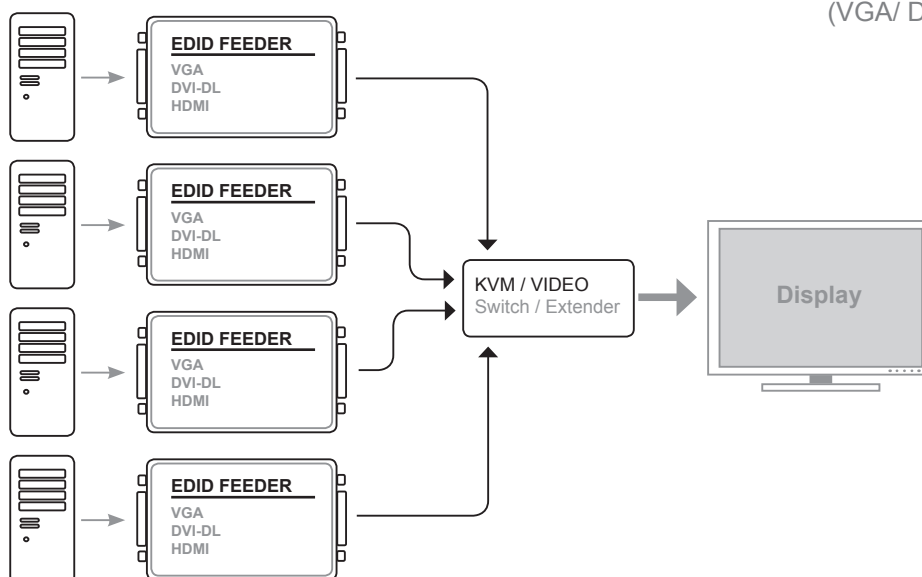 (VGA/ D
EDID FEEDER
VGA
DVI-DL
HDMI
EDID FEEDER
VGA
DVI-DL
HDMI
KVM / VIDEO
Switch / Extender
Display
EDID FEEDER
VGA
DVI-DL
HDMI
EDID FEEDER
VGA
DVI-DL
HDMI